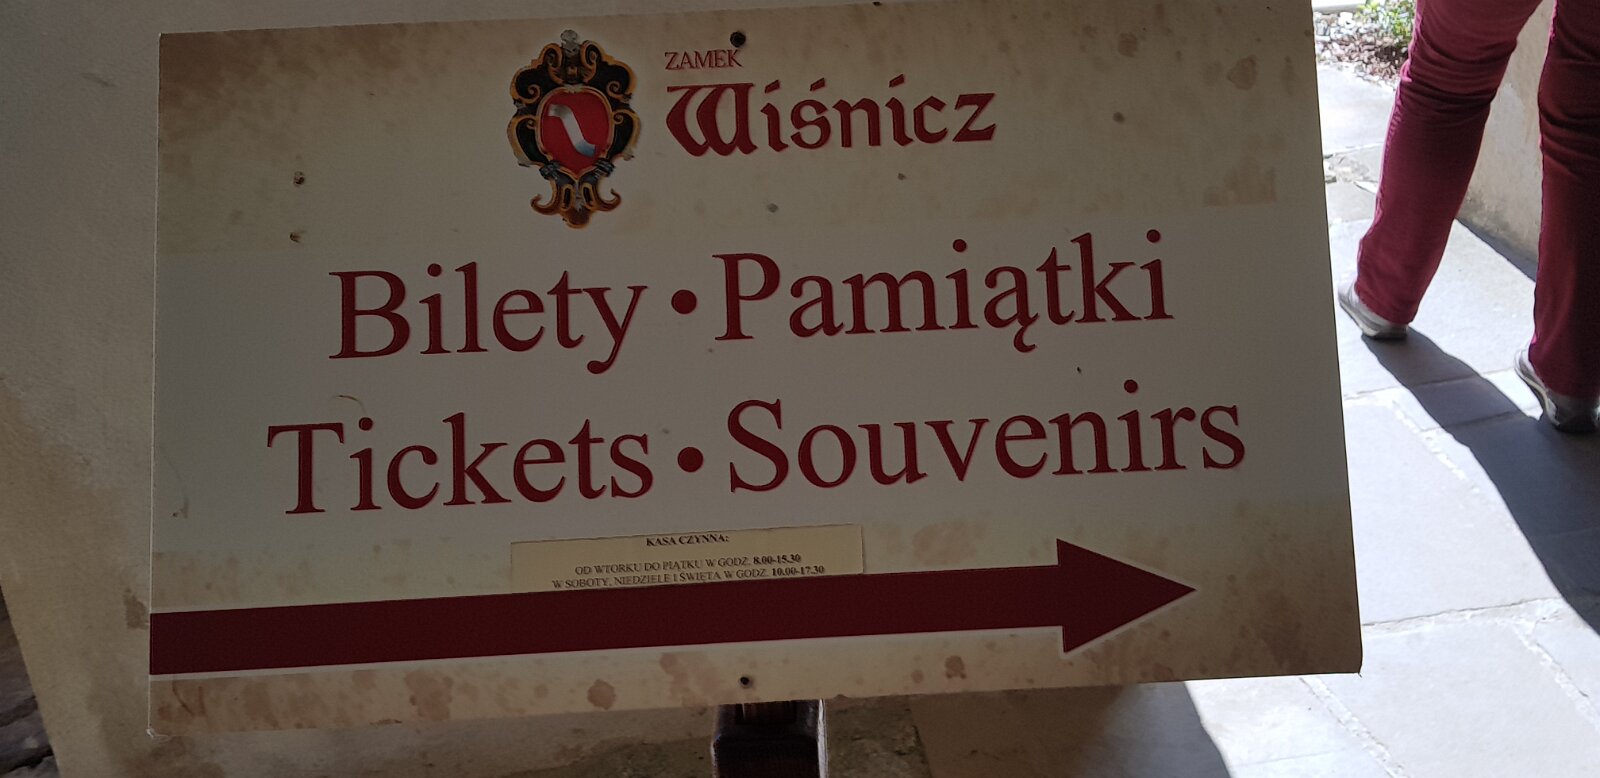 ZAMEK
Wiśnicz
Bilety • Pamiątki
Tickets • Souvenirs
KASA CZYNNA:
OD WTORKU DO PIĄTKU W GODZ. 8.00-15.30
W SOBOTY, NIEDZIELE I ŚWIĘTA W GODZ. 10.00-17.30